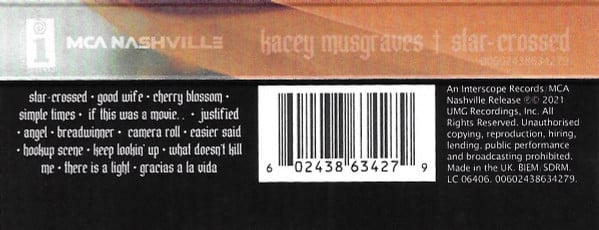 i MCA NASHVILLE
kacey musgraves † star-crossed
00602438634279
star-crossed • good wife • cherry blossom •
simple times • if this was a movie. . • justified
• angel • breadwinner • camera roll • easier said
• hookup scene • keep lookin' up • what doesn't kill
me • there is a light • gracias a la vida
6 02438 63427 9
An Interscope Records/MCA
Nashville Release ℗© 2021
UMG Recordings, Inc. All
Rights Reserved. Unauthorised
copying, reproduction, hiring,
lending, public performance
and broadcasting prohibited.
Made in the UK. BIEM. SDRM.
LC 06406. 00602438634279.